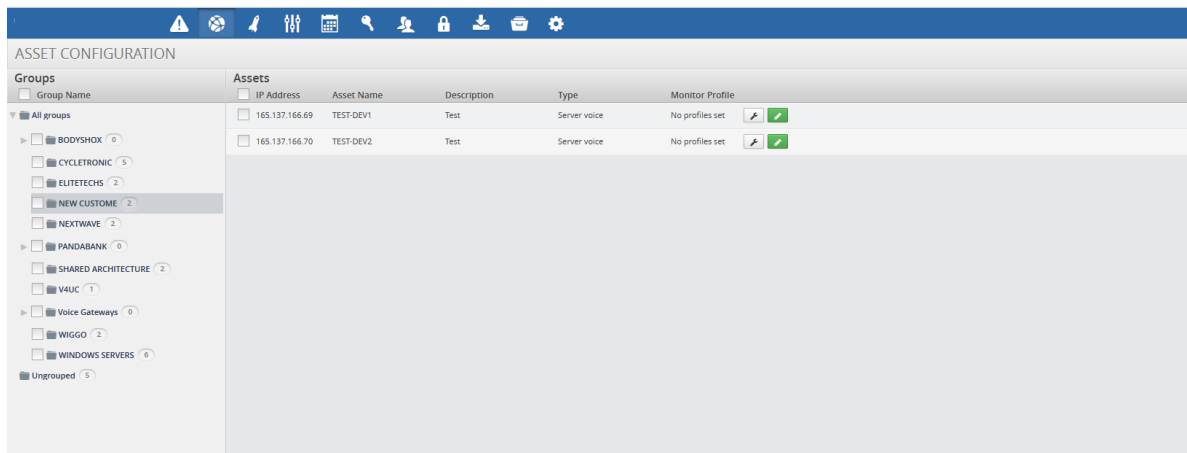 ASSET CONFIGURATION
Groups
Group Name
All groups
BODYSHOX 0
CYCLETRONIC 5
ELITETECHS 2
NEW CUSTOME 2
NEXTWAVE 2
PANDABANK 0
SHARED ARCHITECTURE 2
V4UC 1
Voice Gateways 0
WIGGO 2
WINDOWS SERVERS 6
Ungrouped 5
Assets
IP Address Asset Name Description Type Monitor Profile
165.137.166.69 TEST-DEV1 Test Server voice No profiles set
165.137.166.70 TEST-DEV2 Test Server voice No profiles set